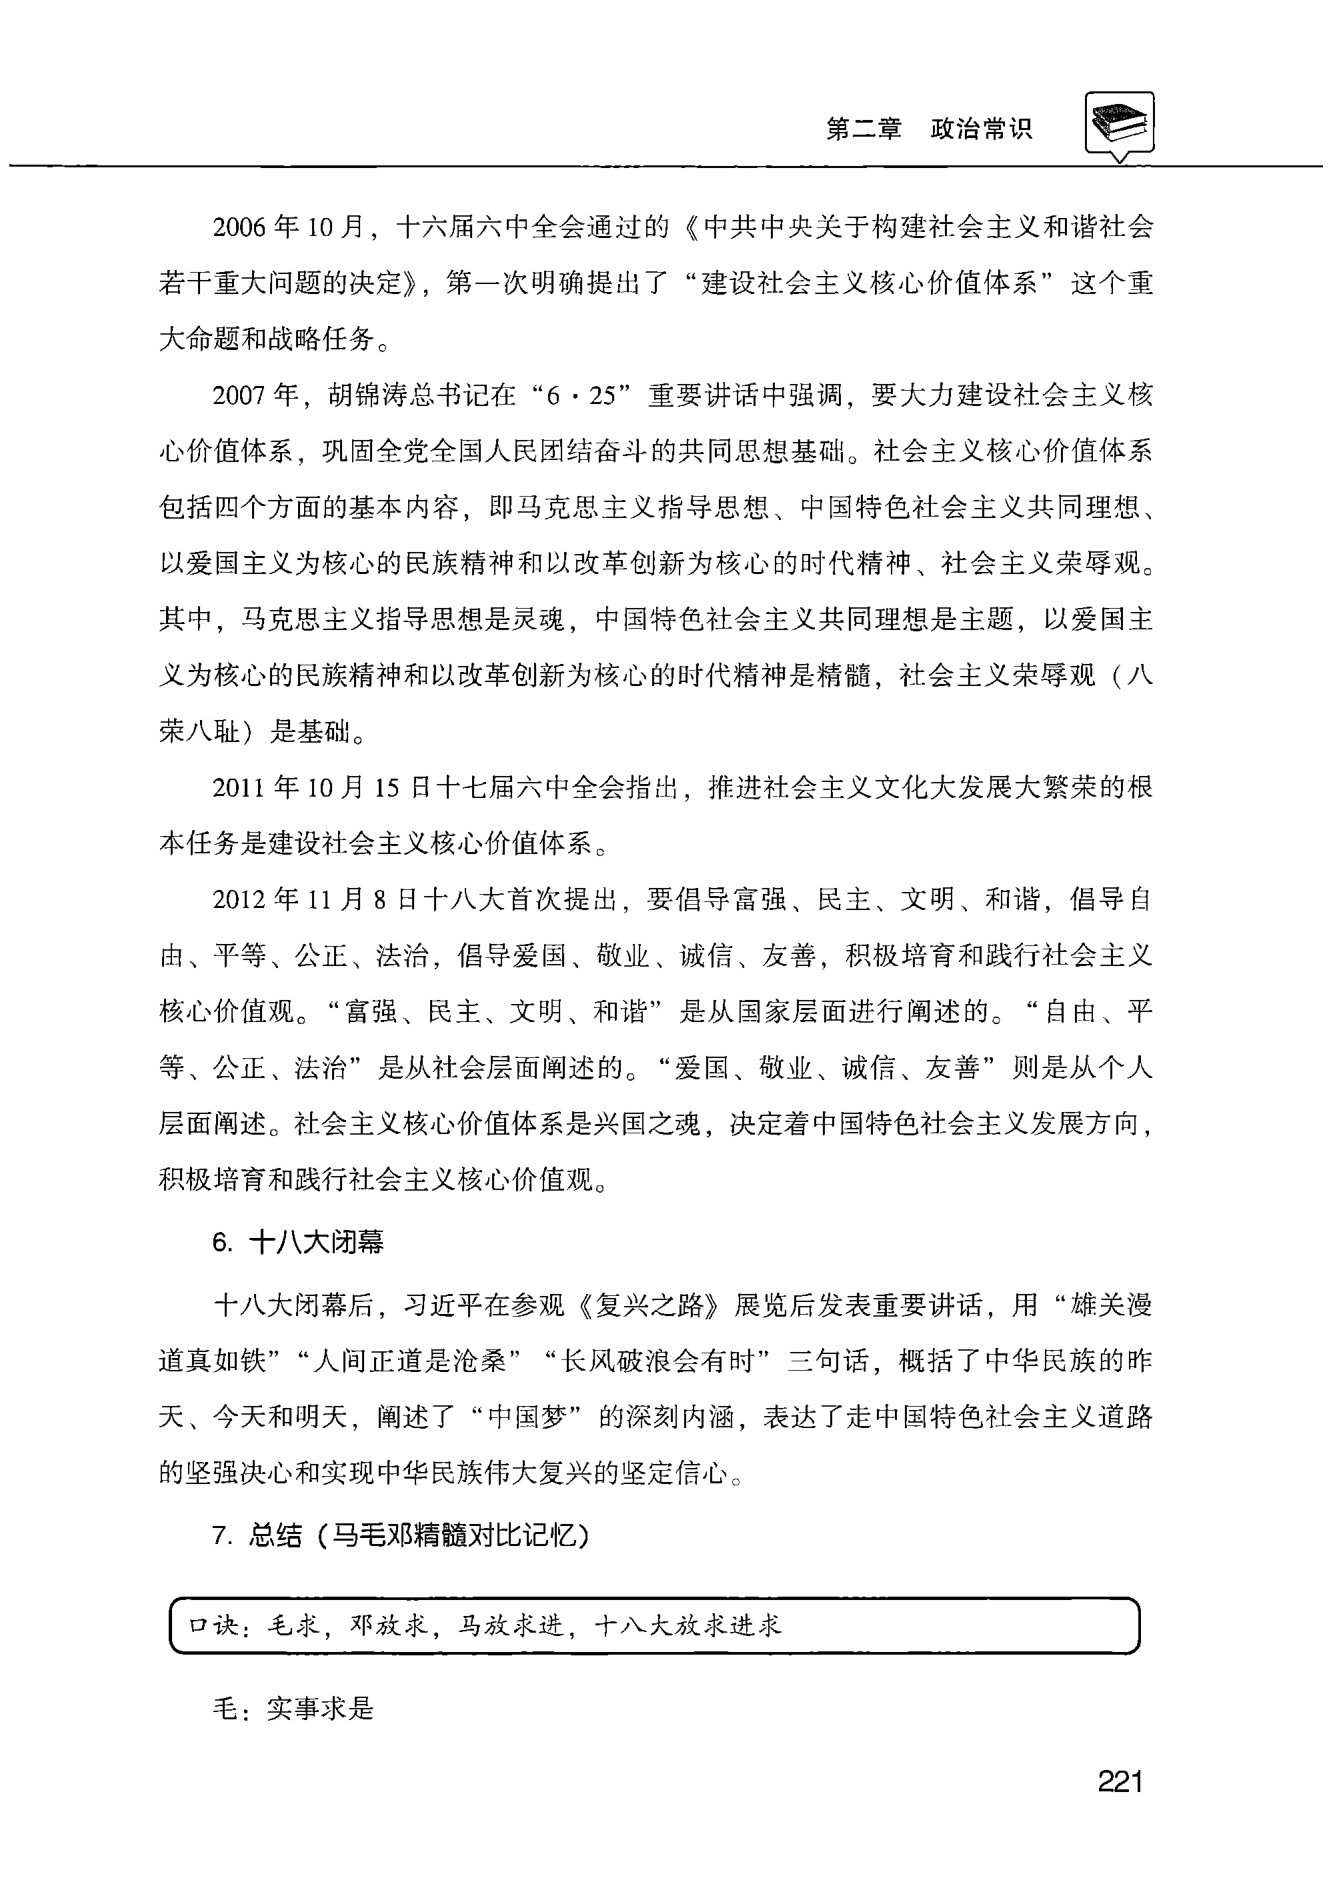 第二章 政治常识
2006 年 10 月，十六届六中全会通过的《中共中央关于构建社会主义和谐社会
若干重大问题的决定》，第一次明确提出了“建设社会主义核心价值体系”这个重
大命题和战略任务。
2007 年，胡锦涛总书记在“6·25”重要讲话中强调，要大力建设社会主义核
心价值体系，巩固全党全国人民团结奋斗的共同思想基础。社会主义核心价值体系
包括四个方面的基本内容，即马克思主义指导思想、中国特色社会主义共同理想、
以爱国主义为核心的民族精神和以改革创新为核心的时代精神、社会主义荣辱观。
其中，马克思主义指导思想是灵魂，中国特色社会主义共同理想是主题，以爱国主
义为核心的民族精神和以改革创新为核心的时代精神是精髓，社会主义荣辱观（八
荣八耻）是基础。
2011 年 10 月 15 日十七届六中全会指出，推进社会主义文化大发展大繁荣的根
本任务是建设社会主义核心价值体系。
2012 年 11 月 8 日十八大首次提出，要倡导富强、民主、文明、和谐，倡导自
由、平等、公正、法治，倡导爱国、敬业、诚信、友善，积极培育和践行社会主义
核心价值观。“富强、民主、文明、和谐”是从国家层面进行阐述的。“自由、平
等、公正、法治”是从社会层面阐述的。“爱国、敬业、诚信、友善”则是从个人
层面阐述。社会主义核心价值体系是兴国之魂，决定着中国特色社会主义发展方向，
积极培育和践行社会主义核心价值观。
6. 十八大闭幕
十八大闭幕后，习近平在参观《复兴之路》展览后发表重要讲话，用“雄关漫
道真如铁”“人间正道是沧桑”“长风破浪会有时”三句话，概括了中华民族的昨
天、今天和明天，阐述了“中国梦”的深刻内涵，表达了走中国特色社会主义道路
的坚强决心和实现中华民族伟大复兴的坚定信心。
7. 总结（马毛邓精髓对比记忆）
口诀：毛求，邓放求，马放求进，十八大放求进求
毛：实事求是
221